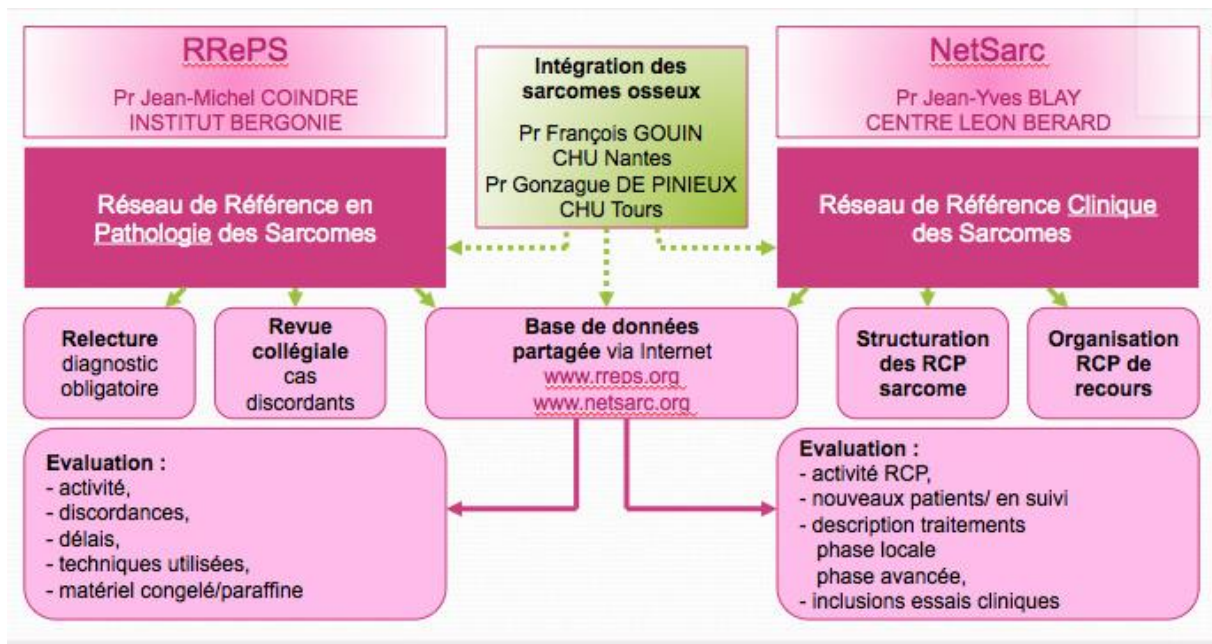 RRePS
Pr Jean-Michel COINDRE
INSTITUT BERGONIE
Réseau de Référence en
Pathologie des Sarcomes
Intégration des
sarcomes osseux
Pr François GOUIN
CHU Nantes
Pr Gonzague DE PINIEUX
CHU Tours
NetSarc
Pr Jean-Yves BLAY
CENTRE LEON BERARD
Réseau de Référence Clinique
des Sarcomes
Relecture
diagnostic
obligatoire
Revue
collégiale
cas
discordants
Base de données
partagée via Internet
www.rreps.org
www.netsarc.org
Structuration
des RCP
sarcome
Organisation
RCP de
recours
Evaluation :
- activité,
- discordances,
- délais,
- techniques utilisées,
- matériel congelé/paraffine
Evaluation :
- activité RCP,
- nouveaux patients/ en suivi
- description traitements
phase locale
phase avancée,
- inclusions essais cliniques